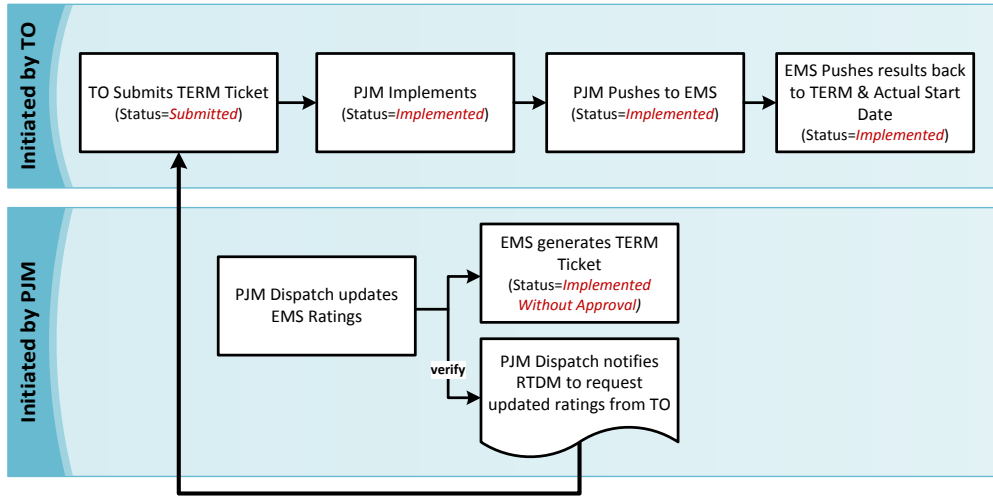 Initiated by TO
TO Submits TERM Ticket
(Status=Submitted)
PJM Implements
(Status=Implemented)
PJM Pushes to EMS
(Status=Implemented)
EMS Pushes results back
to TERM & Actual Start
Date
(Status=Implemented)
Initiated by PJM
PJM Dispatch updates
EMS Ratings
EMS generates TERM
Ticket
(Status=Implemented
Without Approval)
verify
PJM Dispatch notifies
RTDM to request
updated ratings from TO